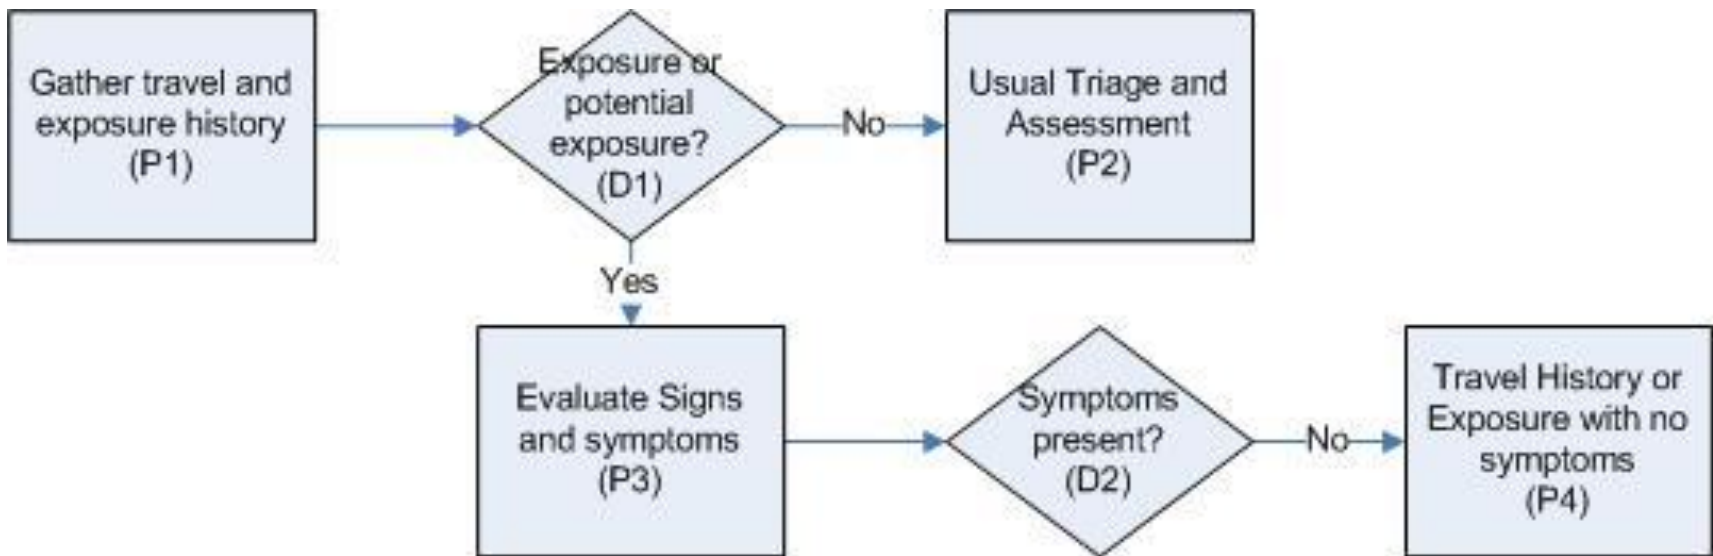 Gather travel and
exposure history
(P1)
Exposure or
potential
exposure?
(D1)
No
Usual Triage and
Assessment
(P2)
Yes
Evaluate Signs
and symptoms
(P3)
Symptoms
present?
(D2)
No
Travel History or
Exposure with no
symptoms
(P4)